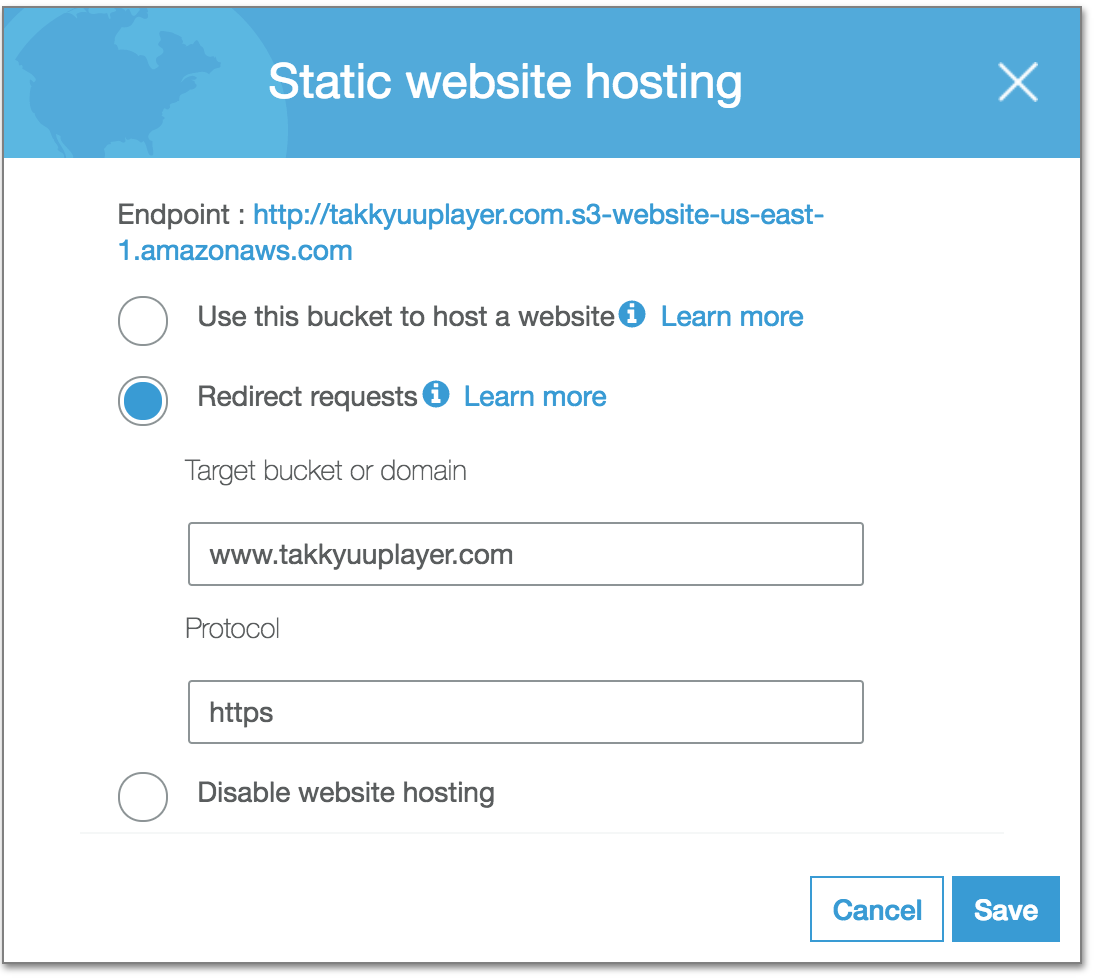 Static website hosting
Endpoint : http://takkyuuplayer.com.s3-website-us-east-
1.amazonaws.com
Use this bucket to host a website Learn more
Redirect requests Learn more
Target bucket or domain
www.takkyuuplayer.com
Protocol
https
Disable website hosting
Cancel Save